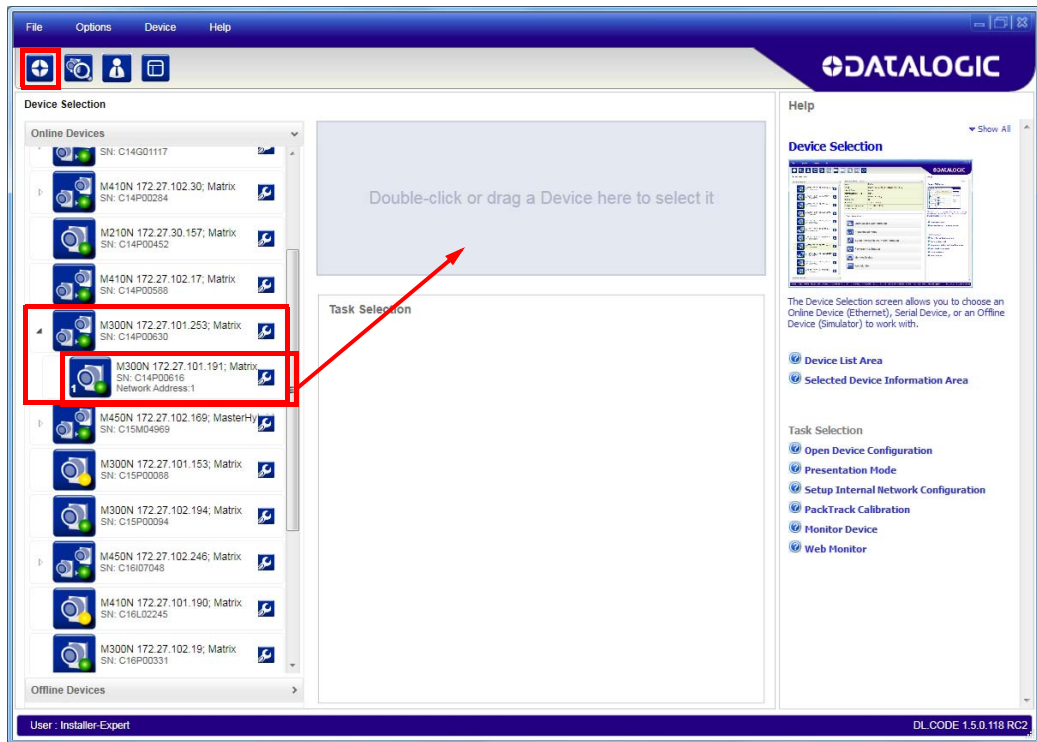 File Options Device Help
DATALOGIC
Device Selection
Online Devices
SN: C14G01117
M410N 172.27.102.30; Matrix
SN: C14P00284
M210N 172.27.30.157; Matrix
SN: C14P00452
M410N 172.27.102.17; Matrix
SN: C14P00588
M300N 172.27.101.253; Matrix
SN: C14P00630
M300N 172.27.101.191; Matrix
SN: C14P00616
Network Address:1
1
M450N 172.27.102.169; MasterHy
SN: C15M04969
M300N 172.27.101.153; Matrix
SN: C15P00088
M300N 172.27.102.194; Matrix
SN: C15P00094
M450N 172.27.102.246; Matrix
SN: C16I07048
M410N 172.27.101.190; Matrix
SN: C16L02245
M300N 172.27.102.19; Matrix
SN: C16P00331
Offline Devices
Double-click or drag a Device here to select it
Task Selection
Help
Show All
Device Selection
The Device Selection screen allows you to choose an
Online Device (Ethernet), Serial Device, or an Offline
Device (Simulator) to work with.
Device List Area
Selected Device Information Area
Task Selection
Open Device Configuration
Presentation Mode
Setup Internal Network Configuration
PackTrack Calibration
Monitor Device
Web Monitor
User : Installer-Expert
DL.CODE 1.5.0.118 RC2